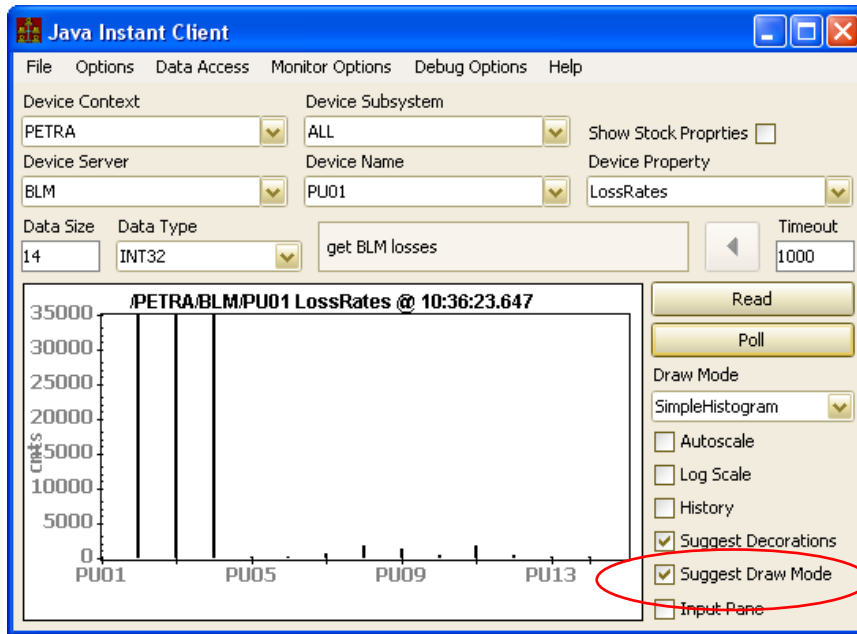 Java Instant Client
File Options Data Access Monitor Options Debug Options Help
Device Context Device Subsystem
PETRA ALL Show Stock Proprties
Device Server Device Name Device Property
BLM PU01 LossRates
Data Size Data Type Timeout
14 INT32 get BLM losses 1000
/PETRA/BLM/PU01 LossRates @ 10:36:23.647
Read
Poll
Draw Mode
SimpleHistogram
Autoscale
Log Scale
History
Suggest Decorations
Suggest Draw Mode
Input Pane
35000
30000
25000
20000
15000
10000
5000
0
cnts
PU01 PU05 PU09 PU13